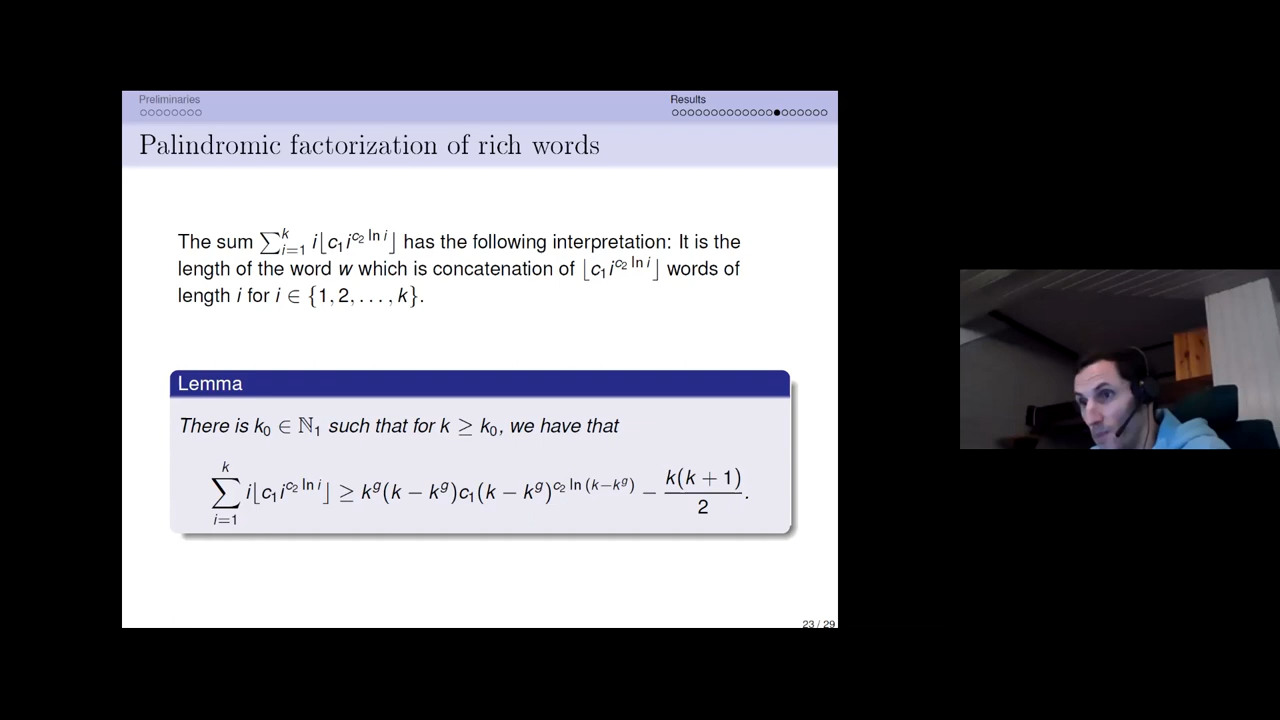 Preliminaries Results
Palindromic factorization of rich words
The sum ∑_{i=1}^{k} i⌊c₁i^{c₂ ln i}⌋ has the following interpretation: It is the
length of the word w which is concatenation of ⌊c₁i^{c₂ ln i}⌋ words of
length i for i ∈ {1, 2, . . . , k}.
Lemma
There is k₀ ∈ ℕ₁ such that for k ≥ k₀, we have that
∑_{i=1}^{k} i⌊c₁i^{c₂ ln i}⌋ ≥ k^g(k − k^g)c₁(k − k^g)^{c₂ ln (k−k^g)} − k(k + 1)/2.
23 / 29